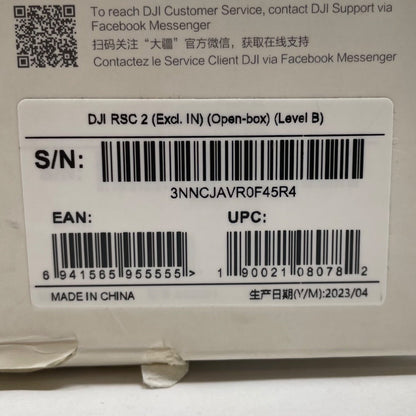 To reach DJI Customer Service, contact DJI Support via
Facebook Messenger
扫码关注 “大疆” 官方微信，获取在线支持
Contactez le Service Client DJI via Facebook Messenger
DJI RSC 2 (Excl. IN) (Open-box) (Level B)
S/N:
3NNCJAVR0F45R4
EAN:
UPC:
6 941565 955555 >
1 90021 08078 2
MADE IN CHINA
生产日期(Y/M):2023/04